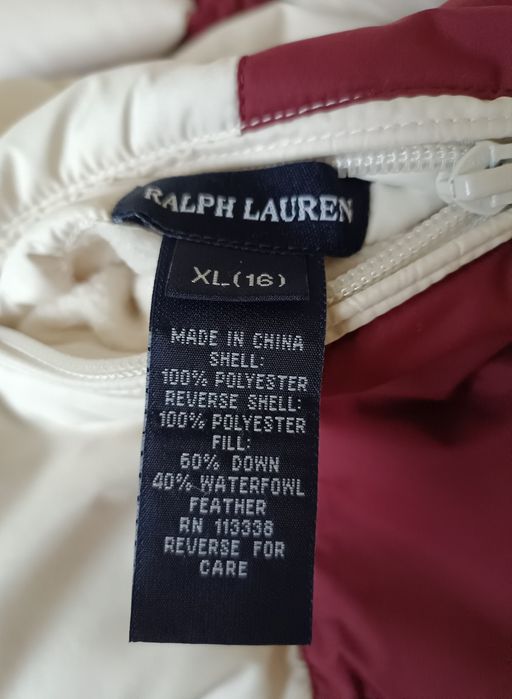 RALPH LAUREN
XL(16)
MADE IN CHINA
SHELL:
100% POLYESTER
REVERSE SHELL:
100% POLYESTER
FILL:
60% DOWN
40% WATERFOWL
FEATHER
RN 113338
REVERSE FOR
CARE